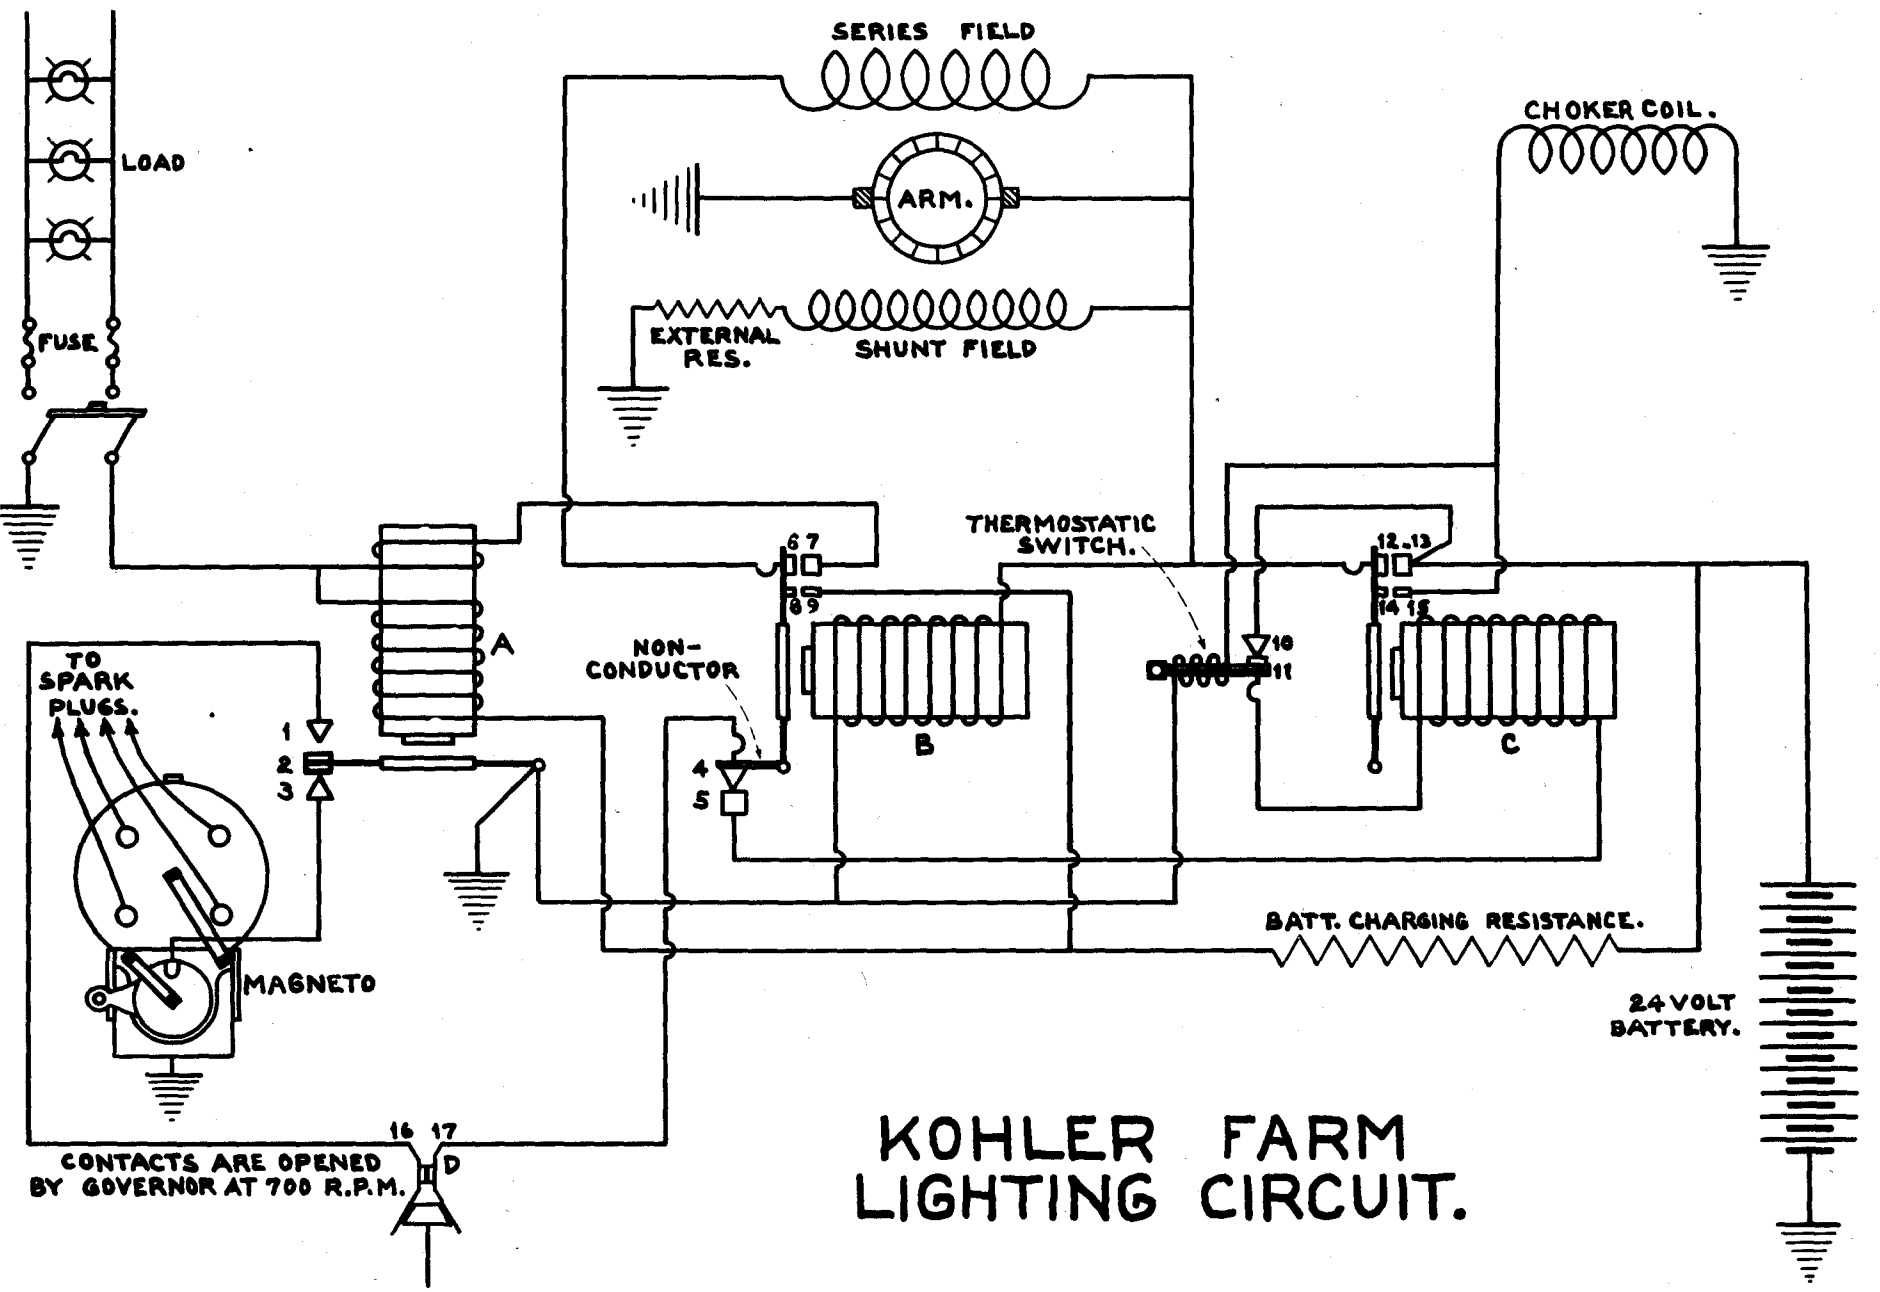 SERIES FIELD
CHOKER COIL.
LOAD
ARM.
FUSE
EXTERNAL
RES.
SHUNT FIELD
THERMOSTATIC
SWITCH.
6 7
12-13
8 9
14 15
A
NON-
CONDUCTOR
10
11
TO
SPARK
PLUGS.
1
2
3
4
5
B
C
BATT. CHARGING RESISTANCE.
MAGNETO
24 VOLT
BATTERY.
16 17
D
CONTACTS ARE OPENED
BY GOVERNOR AT 700 R.P.M.
KOHLER FARM
LIGHTING CIRCUIT.